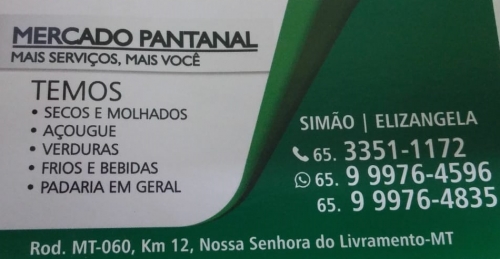 MERCADO PANTANAL
MAIS SERVIÇOS, MAIS VOCÊ
TEMOS
• SECOS E MOLHADOS
• AÇOUGUE
• VERDURAS
• FRIOS E BEBIDAS
• PADARIA EM GERAL
SIMÃO | ELIZANGELA
65. 3351-1172
65. 9 9976-4596
65. 9 9976-4835
Rod. MT-060, Km 12, Nossa Senhora do Livramento-MT